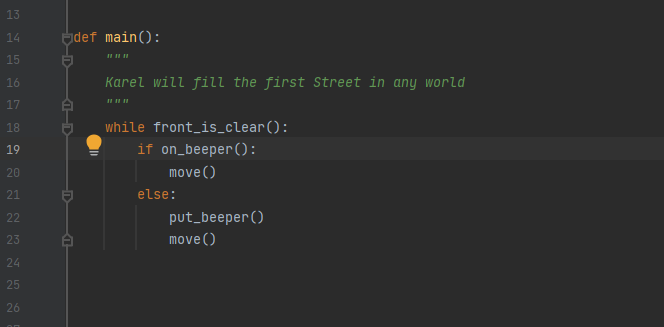 13
14 def main():
15     """
16     Karel will fill the first Street in any world
17     """
18     while front_is_clear():
19         if on_beeper():
20             move()
21         else:
22             put_beeper()
23             move()
24
25
26